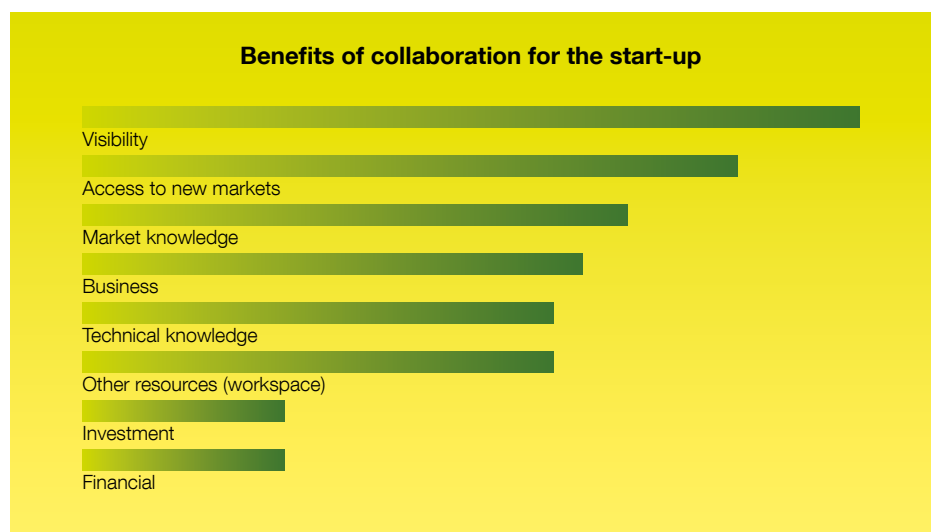 Benefits of collaboration for the start-up
Visibility
Access to new markets
Market knowledge
Business
Technical knowledge
Other resources (workspace)
Investment
Financial